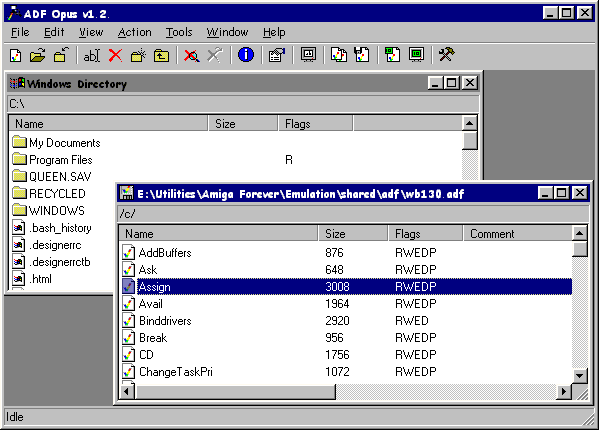 ADF Opus v1.2.
File Edit View Action Tools Window Help
abI
Windows Directory
C:\
Name Size Flags
My Documents
Program Files R
QUEEN.SAV
RECYCLED
WINDOWS
.bash_history
.designerrc
.designerrctb
.html
E:\Utilities\Amiga Forever\Emulation\shared\adf\wb130.adf
/c/
Name Size Flags Comment
AddBuffers 876 RWEDP
Ask 648 RWEDP
Assign 3008 RWEDP
Avail 1964 RWEDP
Binddrivers 2920 RWED
Break 956 RWEDP
CD 1756 RWEDP
ChangeTaskPri 1072 RWEDP
Idle